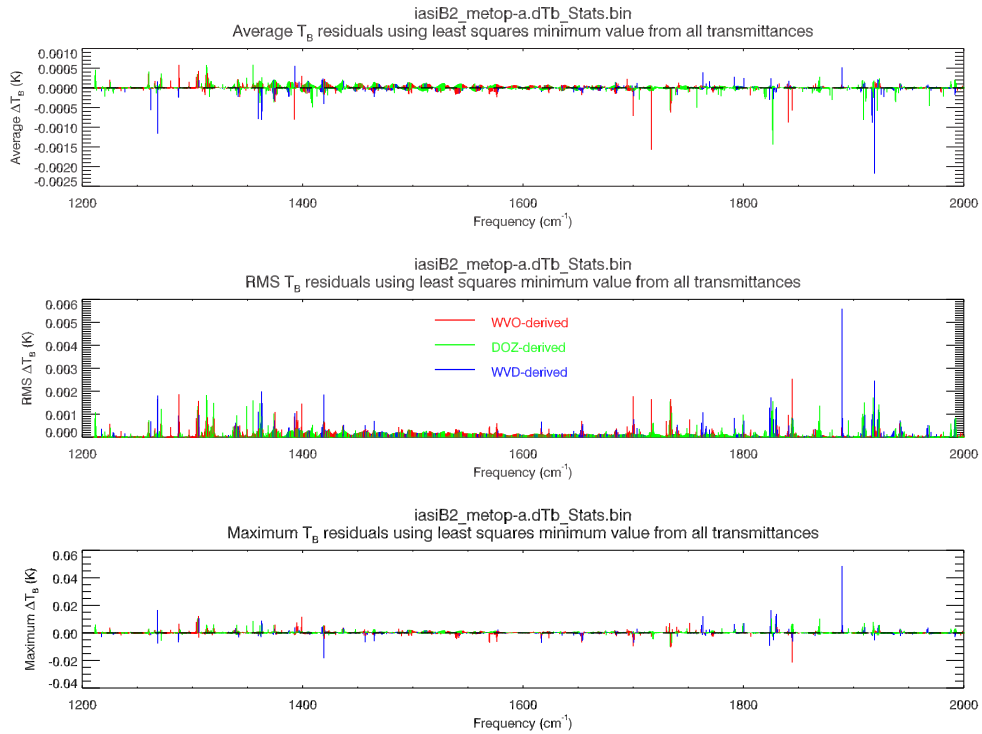 iasiB2_metop-a.dTb_Stats.bin
Average TB residuals using least squares minimum value from all transmittances
Average ΔTB (K)
0.0010
0.0005
0.0000
-0.0005
-0.0010
-0.0015
-0.0020
-0.0025
1200 1400 1600 1800 2000
Frequency (cm-1)
iasiB2_metop-a.dTb_Stats.bin
RMS TB residuals using least squares minimum value from all transmittances
RMS ΔTB (K)
0.006
0.005
0.004
0.003
0.002
0.001
0.000
WVO-derived
DOZ-derived
WVD-derived
1200 1400 1600 1800 2000
Frequency (cm-1)
iasiB2_metop-a.dTb_Stats.bin
Maximum TB residuals using least squares minimum value from all transmittances
Maximum ΔTB (K)
0.06
0.04
0.02
0.00
-0.02
-0.04
1200 1400 1600 1800 2000
Frequency (cm-1)